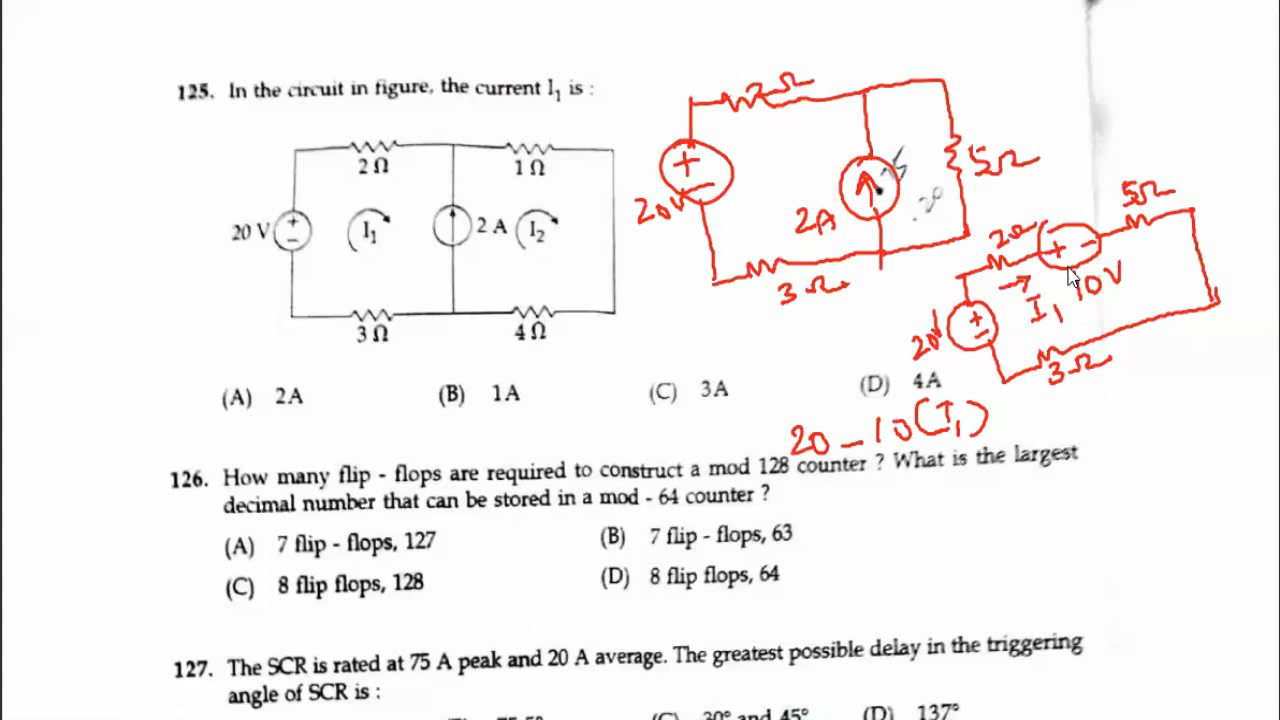 125. In the circuit in figure, the current I₁ is :
2 Ω
1 Ω
20 V
+
−
I₁
2 A
I₂
3 Ω
4 Ω
2Ω
+
−
20V
2A
5Ω
3Ω
2Ω
+ −
10V
5Ω
I₁
20V
+
−
3Ω
(A) 2A (B) 1A (C) 3A (D) 4A
20 − 10(I₁)
126. How many flip - flops are required to construct a mod 128 counter ? What is the largest
decimal number that can be stored in a mod - 64 counter ?
(A) 7 flip - flops, 127 (B) 7 flip - flops, 63
(C) 8 flip flops, 128 (D) 8 flip flops, 64
127. The SCR is rated at 75 A peak and 20 A average. The greatest possible delay in the triggering
angle of SCR is :
(C) 30° and 45° (D) 137°